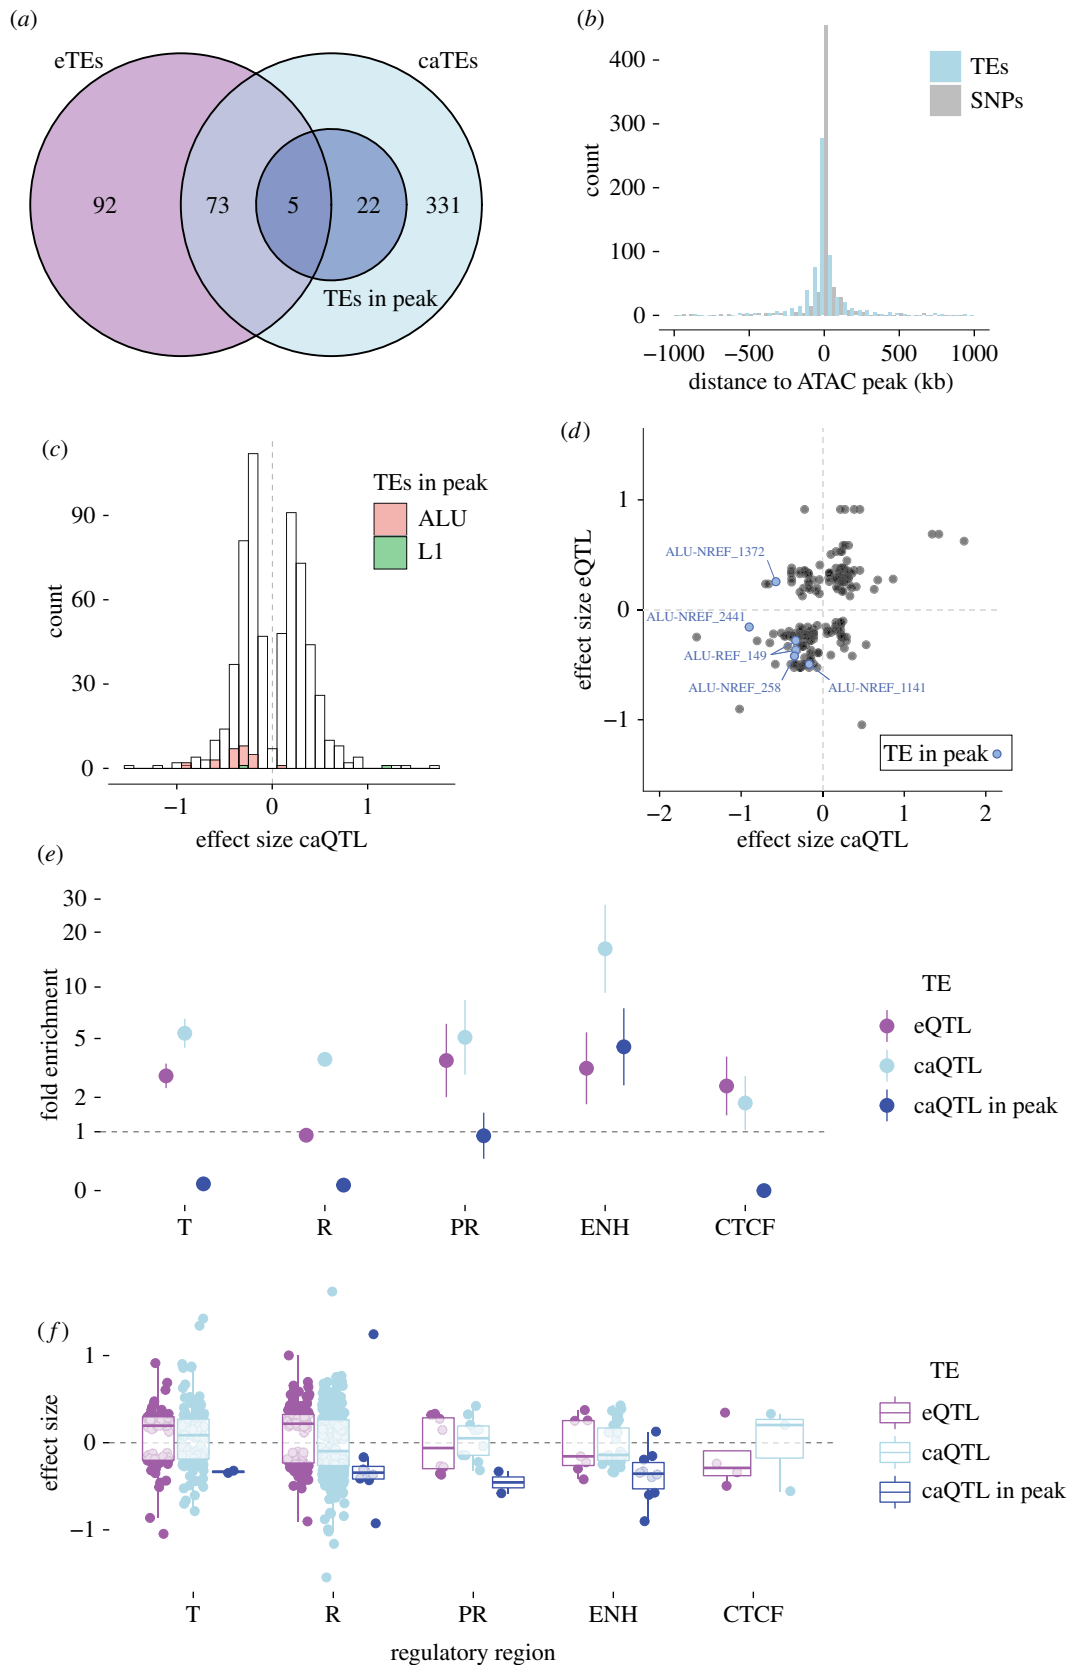 (a)
eTEs
caTEs
92
73
5
22
331
TEs in peak
(b)
count
400
300
200
100
0
−1000
−500
0
500
1000
distance to ATAC peak (kb)
TEs
SNPs
(c)
count
90
60
30
0
−1
0
1
effect size caQTL
TEs in peak
ALU
L1
(d)
effect size eQTL
1
0
−1
−2
−1
0
1
2
effect size caQTL
ALU-NREF_1372
ALU-NREF_2441
ALU-REF_149
ALU-NREF_258
ALU-NREF_1141
TE in peak
(e)
fold enrichment
30
20
10
5
2
1
0
T
R
PR
ENH
CTCF
TE
eQTL
caQTL
caQTL in peak
(f)
effect size
1
0
−1
T
R
PR
ENH
CTCF
regulatory region
TE
eQTL
caQTL
caQTL in peak